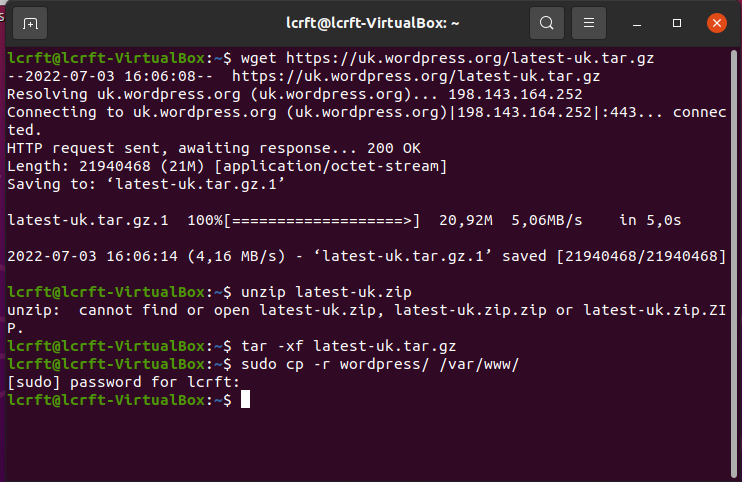 s
lcrft@lcrft-VirtualBox: ~
lcrft@lcrft-VirtualBox:~$ wget https://uk.wordpress.org/latest-uk.tar.gz
--2022-07-03 16:06:08--  https://uk.wordpress.org/latest-uk.tar.gz
Resolving uk.wordpress.org (uk.wordpress.org)... 198.143.164.252
Connecting to uk.wordpress.org (uk.wordpress.org)|198.143.164.252|:443... connec
ted.
HTTP request sent, awaiting response... 200 OK
Length: 21940468 (21M) [application/octet-stream]
Saving to: ‘latest-uk.tar.gz.1’
latest-uk.tar.gz.1  100%[===================>]  20,92M  5,06MB/s    in 5,0s
2022-07-03 16:06:14 (4,16 MB/s) - ‘latest-uk.tar.gz.1’ saved [21940468/21940468]
lcrft@lcrft-VirtualBox:~$ unzip latest-uk.zip
unzip:  cannot find or open latest-uk.zip, latest-uk.zip.zip or latest-uk.zip.ZI
P.
lcrft@lcrft-VirtualBox:~$ tar -xf latest-uk.tar.gz
lcrft@lcrft-VirtualBox:~$ sudo cp -r wordpress/ /var/www/
[sudo] password for lcrft:
lcrft@lcrft-VirtualBox:~$